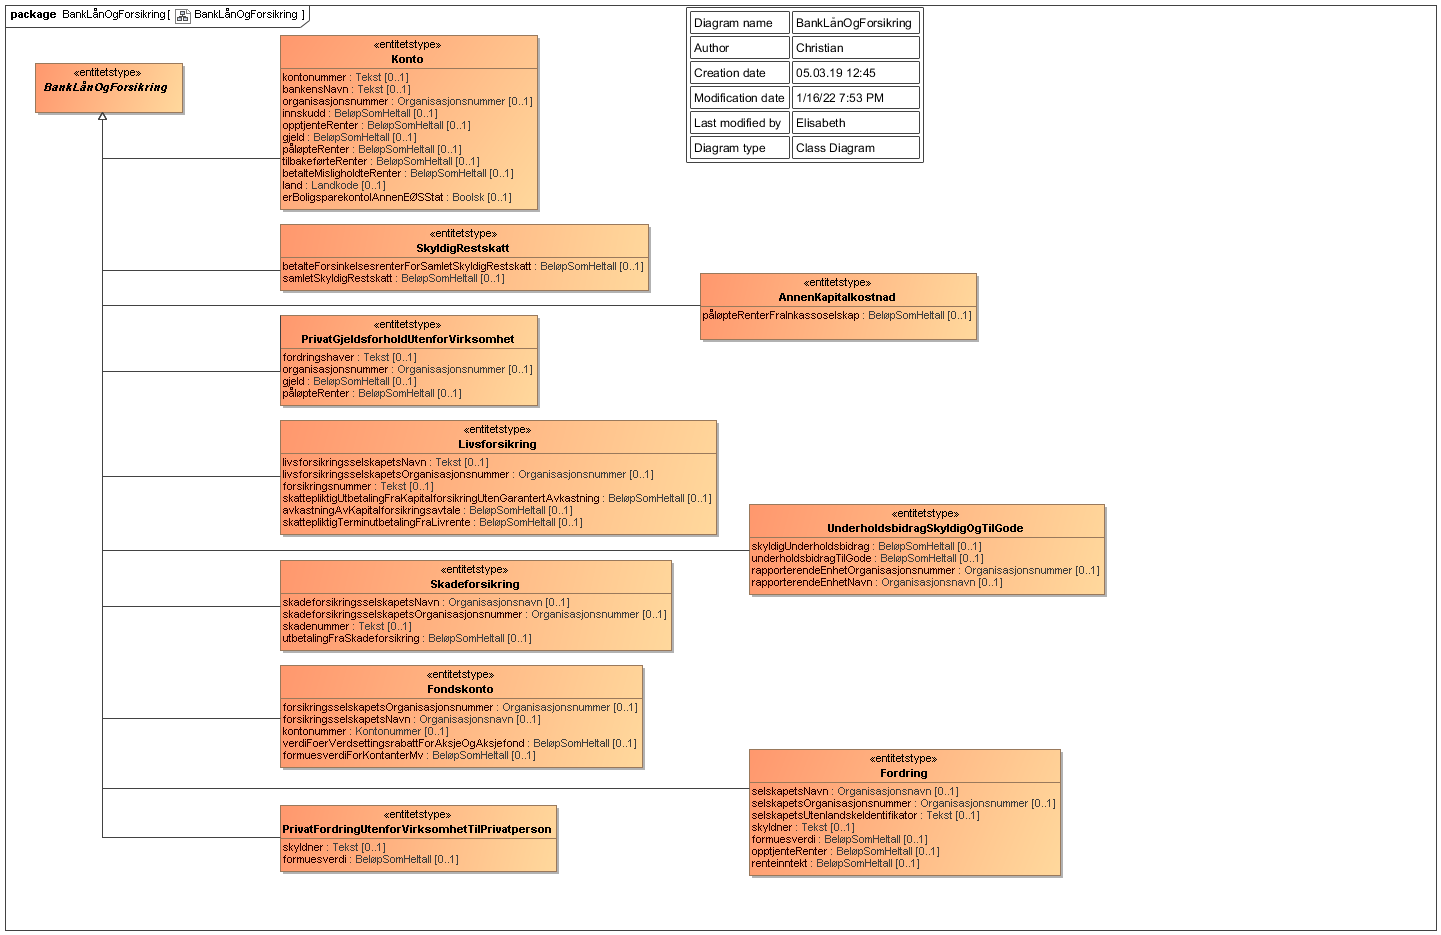 package BankLånOgForsikring[ BankLånOgForsikring ]
Diagram name BankLånOgForsikring
Author Christian
Creation date 05.03.19 12:45
Modification date 1/16/22 7:53 PM
Last modified by Elisabeth
Diagram type Class Diagram
«entitetstype»
BankLånOgForsikring
«entitetstype»
Konto
kontonummer : Tekst [0..1]
bankensNavn : Tekst [0..1]
organisasjonsnummer : Organisasjonsnummer [0..1]
innskudd : BeløpSomHeltall [0..1]
opptjenteRenter : BeløpSomHeltall [0..1]
gjeld : BeløpSomHeltall [0..1]
påløpteRenter : BeløpSomHeltall [0..1]
tilbakeførteRenter : BeløpSomHeltall [0..1]
betalteMisligholdteRenter : BeløpSomHeltall [0..1]
land : Landkode [0..1]
erBoligsparekontoIAnnenEØSStat : Boolsk [0..1]
«entitetstype»
SkyldigRestskatt
betalteForsinkelsesrenterForSamletSkyldigRestskatt : BeløpSomHeltall [0..1]
samletSkyldigRestskatt : BeløpSomHeltall [0..1]
«entitetstype»
AnnenKapitalkostnad
påløpteRenterFraInkassoselskap : BeløpSomHeltall [0..1]
«entitetstype»
PrivatGjeldsforholdUtenforVirksomhet
fordringshaver : Tekst [0..1]
organisasjonsnummer : Organisasjonsnummer [0..1]
gjeld : BeløpSomHeltall [0..1]
påløpteRenter : BeløpSomHeltall [0..1]
«entitetstype»
Livsforsikring
livsforsikringsselskapetsNavn : Tekst [0..1]
livsforsikringsselskapetsOrganisasjonsnummer : Organisasjonsnummer [0..1]
forsikringsnummer : Tekst [0..1]
skattepliktigUtbetalingFraKapitalforsikringUtenGarantertAvkastning : BeløpSomHeltall [0..1]
avkastningAvKapitalforsikringsavtale : BeløpSomHeltall [0..1]
skattepliktigTerminutbetalingFraLivrente : BeløpSomHeltall [0..1]
«entitetstype»
UnderholdsbidragSkyldigOgTilGode
skyldigUnderholdsbidrag : BeløpSomHeltall [0..1]
underholdsbidragTilGode : BeløpSomHeltall [0..1]
rapporterendeEnhetOrganisasjonsnummer : Organisasjonsnummer [0..1]
rapporterendeEnhetNavn : Organisasjonsnavn [0..1]
«entitetstype»
Skadeforsikring
skadeforsikringsselskapetsNavn : Organisasjonsnavn [0..1]
skadeforsikringsselskapetsOrganisasjonsnummer : Organisasjonsnummer [0..1]
skadenummer : Tekst [0..1]
utbetalingFraSkadeforsikring : BeløpSomHeltall [0..1]
«entitetstype»
Fondskonto
forsikringsselskapetsOrganisasjonsnummer : Organisasjonsnummer [0..1]
forsikringsselskapetsNavn : Organisasjonsnavn [0..1]
kontonummer : Kontonummer [0..1]
verdiFoerVerdsettingsrabattForAksjeOgAksjefond : BeløpSomHeltall [0..1]
formuesverdiForKontanterMv : BeløpSomHeltall [0..1]
«entitetstype»
Fordring
selskapetsNavn : Organisasjonsnavn [0..1]
selskapetsOrganisasjonsnummer : Organisasjonsnummer [0..1]
selskapetsUtenlandskeIdentifikator : Tekst [0..1]
skyldner : Tekst [0..1]
formuesverdi : BeløpSomHeltall [0..1]
opptjenteRenter : BeløpSomHeltall [0..1]
renteinntekt : BeløpSomHeltall [0..1]
«entitetstype»
PrivatFordringUtenforVirksomhetTilPrivatperson
skyldner : Tekst [0..1]
formuesverdi : BeløpSomHeltall [0..1]